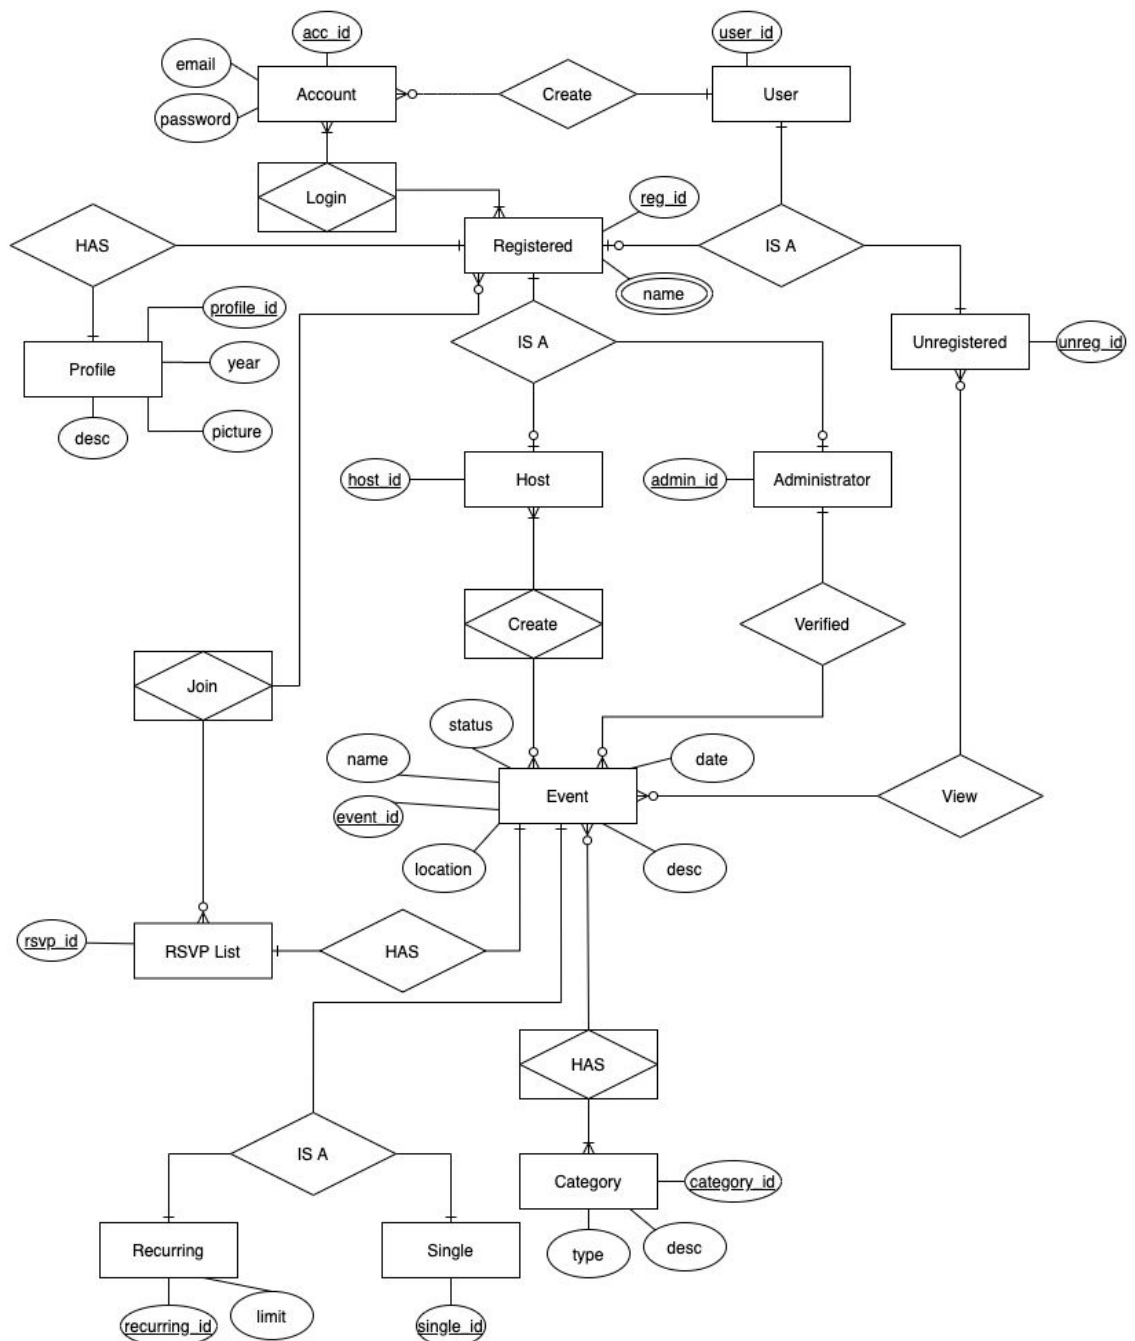 acc_id
user_id
email
Account
Create
User
password
Login
reg_id
HAS
Registered
IS A
name
profile_id
IS A
Unregistered
unreg_id
Profile
year
desc
picture
host_id
Host
admin_id
Administrator
Create
Verified
Join
status
name
date
Event
View
event_id
location
desc
rsvp_id
RSVP List
HAS
HAS
IS A
Category
category_id
Recurring
Single
type
desc
limit
recurring_id
single_id